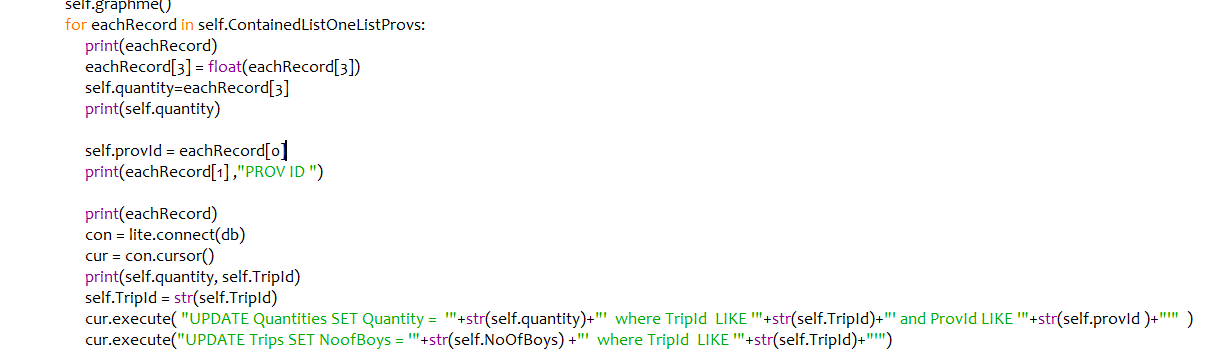 self.graphme()
for eachRecord in self.ContainedListOneListProvs:
print(eachRecord)
eachRecord[3] = float(eachRecord[3])
self.quantity=eachRecord[3]
print(self.quantity)
self.provId = eachRecord[0]
print(eachRecord[1] ,"PROV ID ")
print(eachRecord)
con = lite.connect(db)
cur = con.cursor()
print(self.quantity, self.TripId)
self.TripId = str(self.TripId)
cur.execute( "UPDATE Quantities SET Quantity =  '"+str(self.quantity)+"'  where TripId  LIKE '"+str(self.TripId)+"' and ProvId LIKE '"+str(self.provId )+"'"  )
cur.execute("UPDATE Trips SET NoofBoys = '"+str(self.NoOfBoys) +"'  where TripId  LIKE '"+str(self.TripId)+"'")